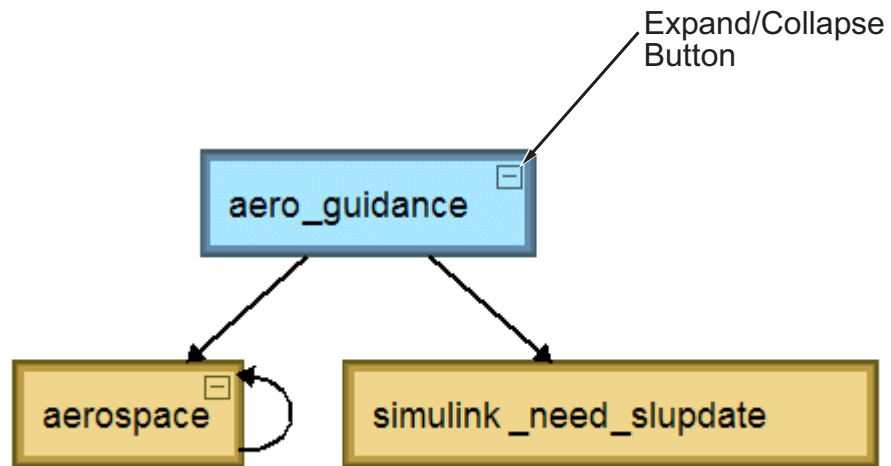 Expand/Collapse
Button
aero_guidance
aerospace
simulink _need_slupdate